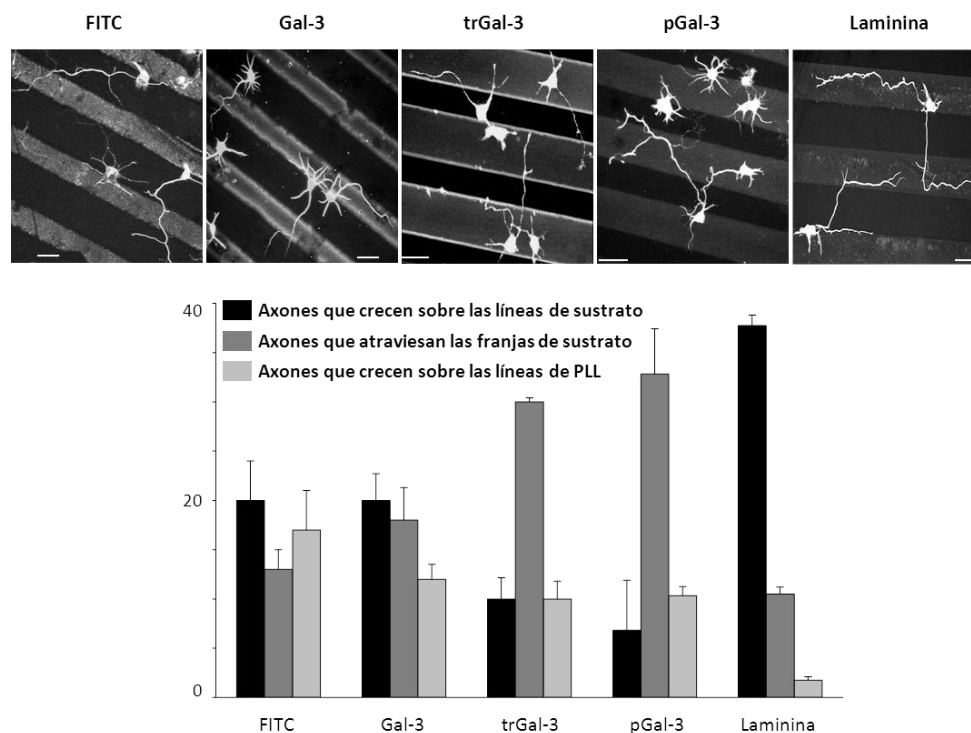 FITC
Gal-3
trGal-3
pGal-3
Laminina
40
Axones que crecen sobre las líneas de sustrato
Axones que atraviesan las franjas de sustrato
Axones que crecen sobre las líneas de PLL
20
0
FITC
Gal-3
trGal-3
pGal-3
Laminina